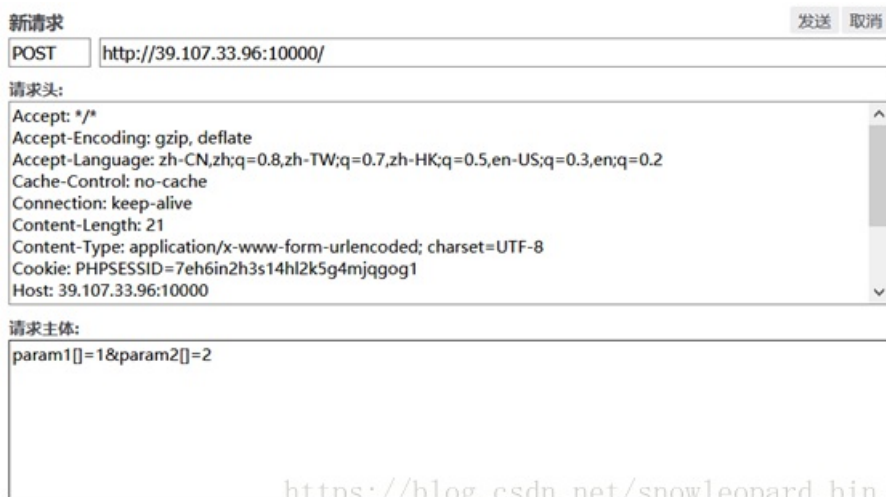 新请求
发送 取消
POST http://39.107.33.96:10000/
请求头:
Accept: */*
Accept-Encoding: gzip, deflate
Accept-Language: zh-CN,zh;q=0.8,zh-TW;q=0.7,zh-HK;q=0.5,en-US;q=0.3,en;q=0.2
Cache-Control: no-cache
Connection: keep-alive
Content-Length: 21
Content-Type: application/x-www-form-urlencoded; charset=UTF-8
Cookie: PHPSESSID=7eh6in2h3s14hl2k5g4mjqgog1
Host: 39.107.33.96:10000
请求主体:
param1[]=1&param2[]=2
https://blog.csdn.net/snowleopard_bin